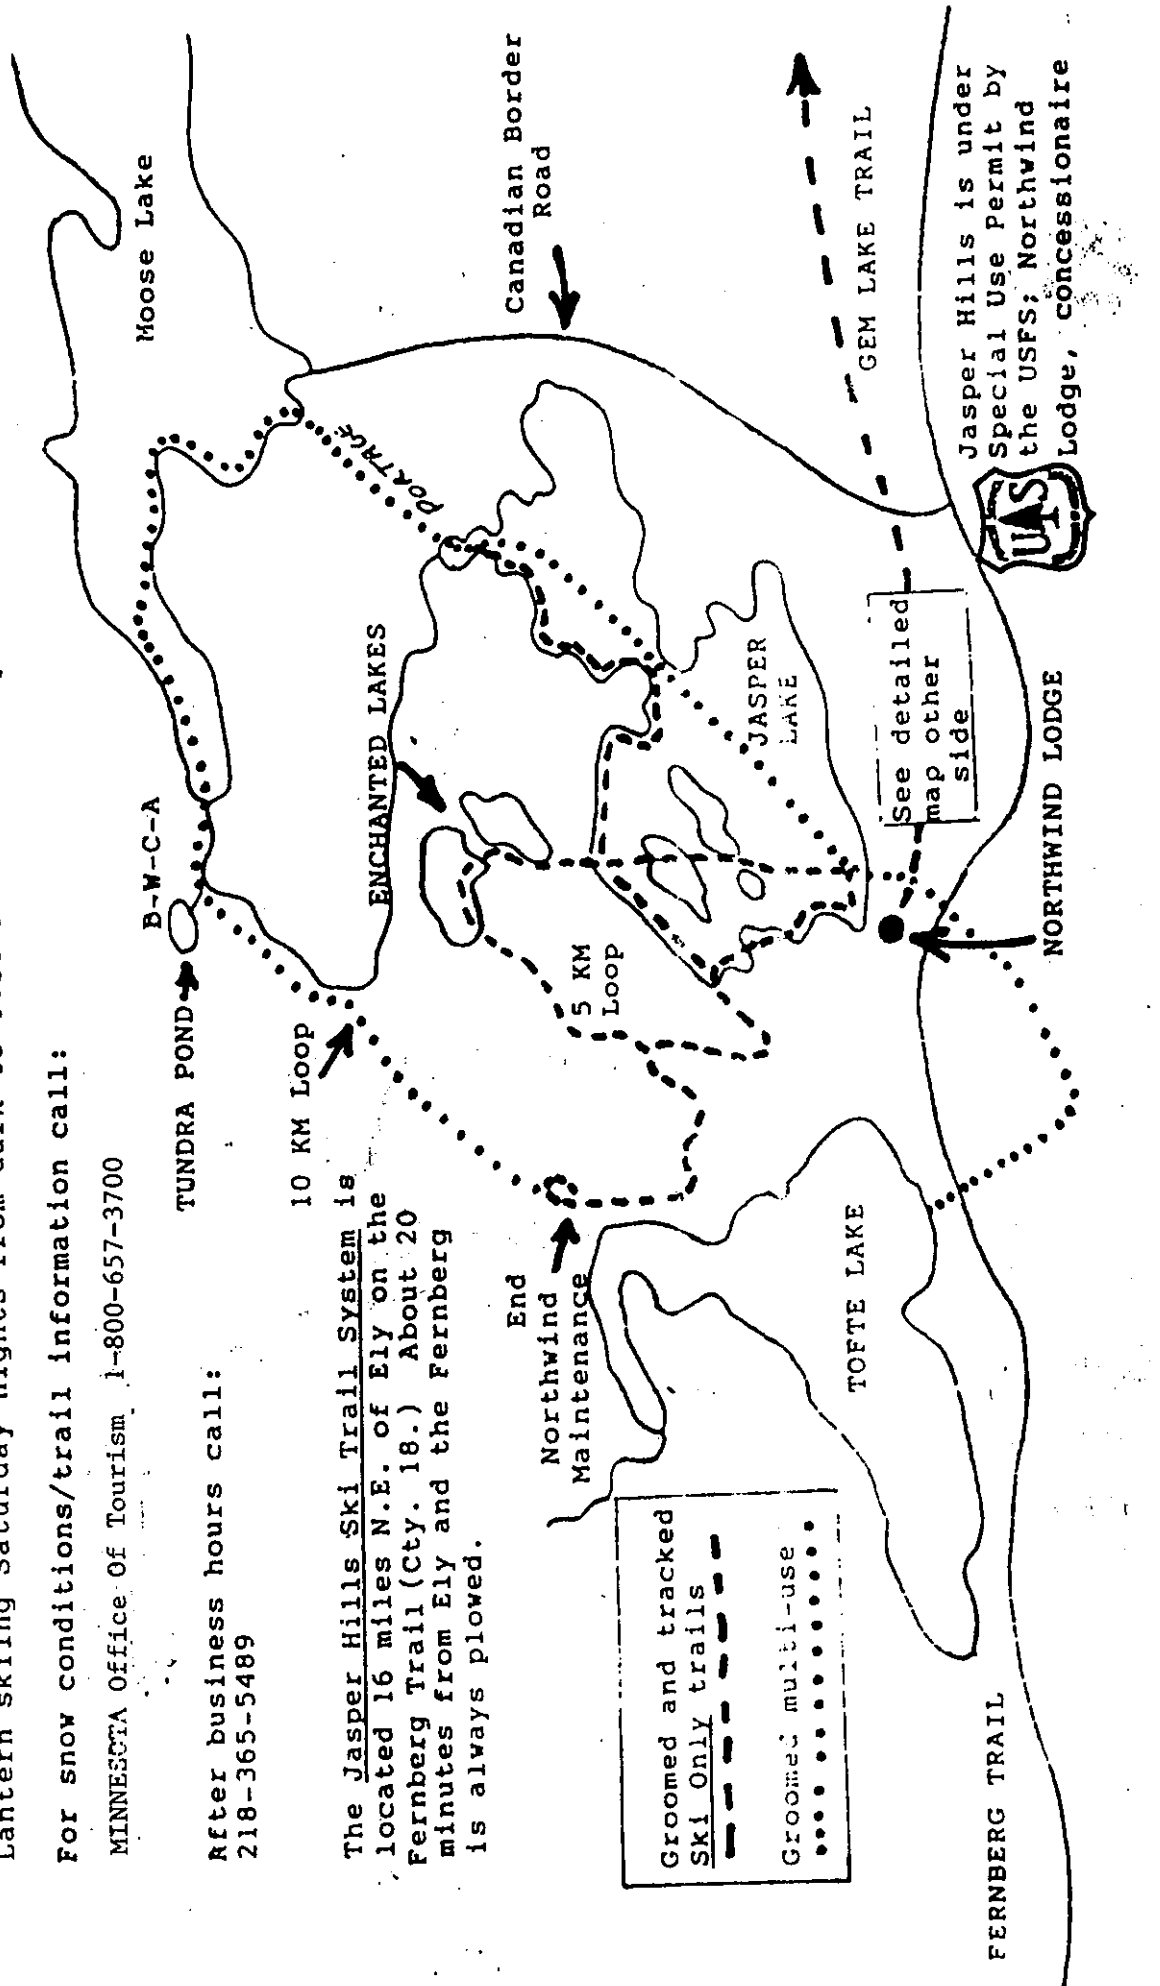 Lantern skiing Saturday nights from dark to
For snow conditions/trail information call:
MINNESOTA Office Of Tourism 1-800-657-3700
After business hours call:
218-365-5489
The Jasper Hills Ski Trail System is
located 16 miles N.E. of Ely on the
Fernberg Trail (Cty. 18.) About 20
minutes from Ely and the Fernberg
is always plowed.
Moose Lake
B-W-C-A
TUNDRA POND
10 KM Loop
PORTAGE
Canadian Border
Road
ENCHANTED LAKES
5 KM
Loop
End
Northwind
Maintenance
JASPER
LAKE
GEM LAKE TRAIL
TOFTE LAKE
See detailed
map other
side
Groomed and tracked
Ski Only trails
Groomed multi-use
NORTHWIND LODGE
FERNBERG TRAIL
Jasper Hills is under
Special Use Permit by
the USFS; Northwind
Lodge, concessionaire
UAS